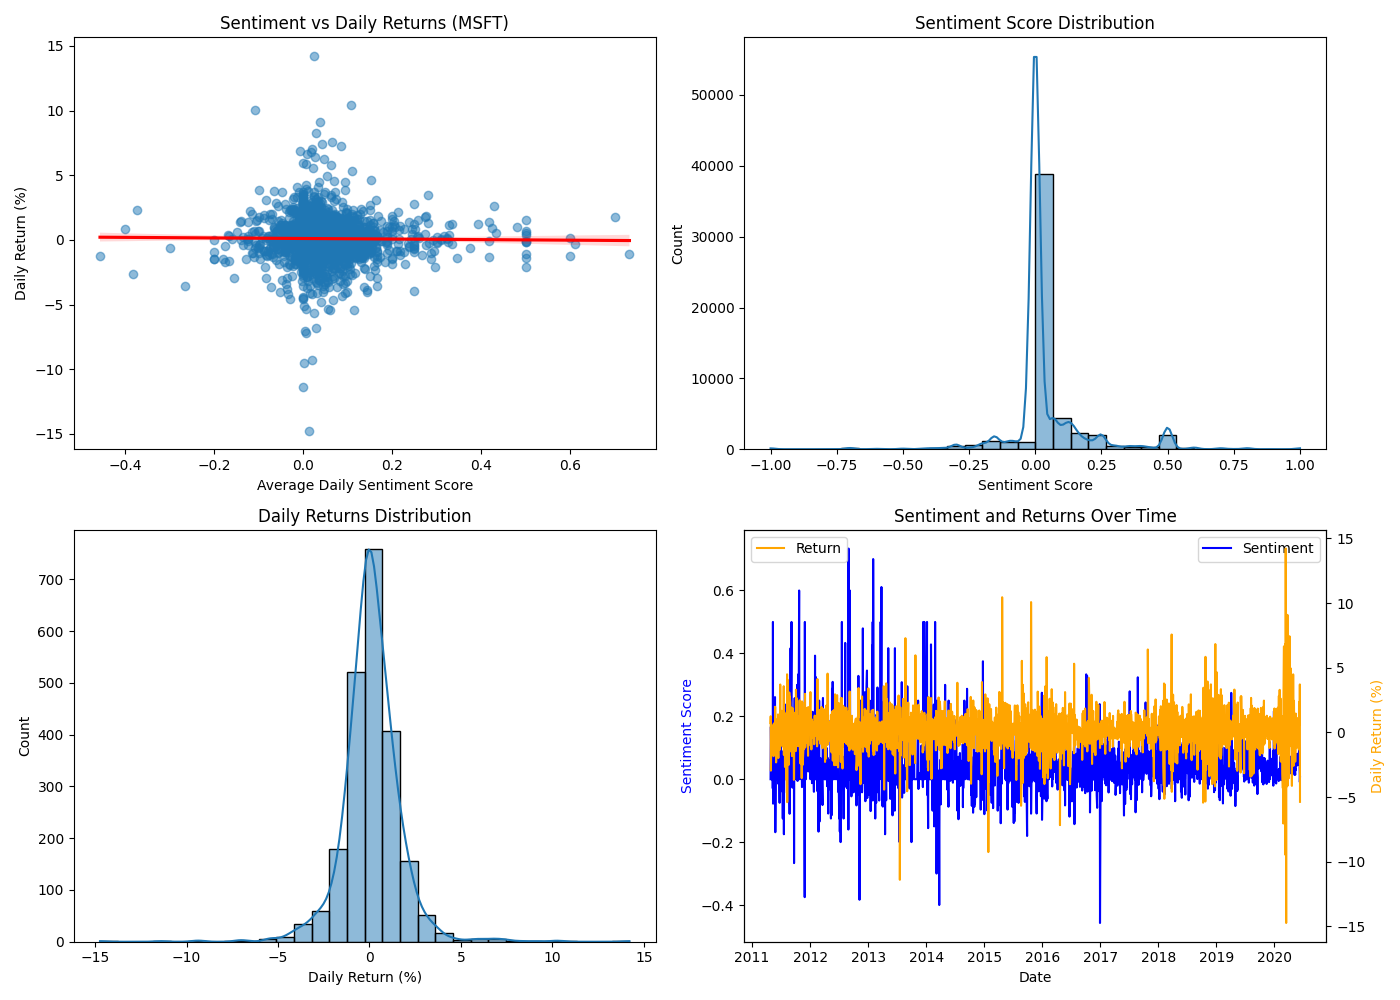 Sentiment vs Daily Returns (MSFT)
15
10
5
0
−5
−10
−15
Daily Return (%)
−0.4 −0.2 0.0 0.2 0.4 0.6
Average Daily Sentiment Score
Sentiment Score Distribution
50000
40000
30000
20000
10000
0
Count
−1.00 −0.75 −0.50 −0.25 0.00 0.25 0.50 0.75 1.00
Sentiment Score
Daily Returns Distribution
700
600
500
400
300
200
100
0
Count
−15 −10 −5 0 5 10 15
Daily Return (%)
Sentiment and Returns Over Time
Return
Sentiment
0.6
0.4
0.2
0.0
−0.2
−0.4
Sentiment Score
15
10
5
0
−5
−10
−15
Daily Return (%)
2011 2012 2013 2014 2015 2016 2017 2018 2019 2020
Date